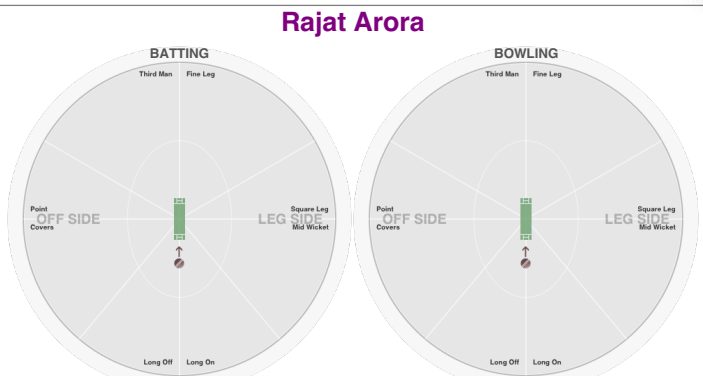 Rajat Arora
BATTING
Third Man Fine Leg
Point
OFF SIDE
Covers
Square Leg
LEG SIDE
Mid Wicket
Long Off Long On
BOWLING
Third Man Fine Leg
Point
OFF SIDE
Covers
Square Leg
LEG SIDE
Mid Wicket
Long Off Long On